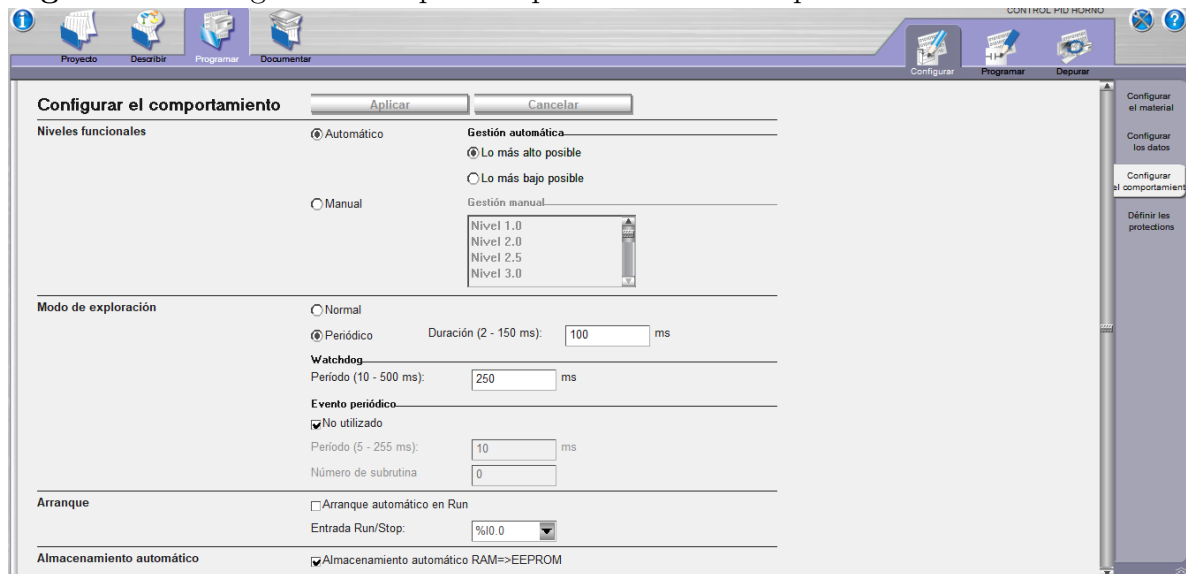 CONTROL PID HORNO
Proyecto
Describir
Programar
Documentar
Configurar
Programar
Depurar
Configurar el comportamiento
Aplicar
Cancelar
Configurar
el material
Configurar
los datos
Configurar
el comportamient
Définir les
protections
Niveles funcionales
Automático
Gestión automática
Lo más alto posible
Lo más bajo posible
Manual
Gestión manual
Nivel 1.0
Nivel 2.0
Nivel 2.5
Nivel 3.0
Modo de exploración
Normal
Periódico
Duración (2 - 150 ms): 100 ms
Watchdog
Período (10 - 500 ms): 250 ms
Evento periódico
No utilizado
Período (5 - 255 ms): 10 ms
Número de subrutina 0
Arranque
Arranque automático en Run
Entrada Run/Stop: %I0.0
Almacenamiento automático
Almacenamiento automático RAM=>EEPROM